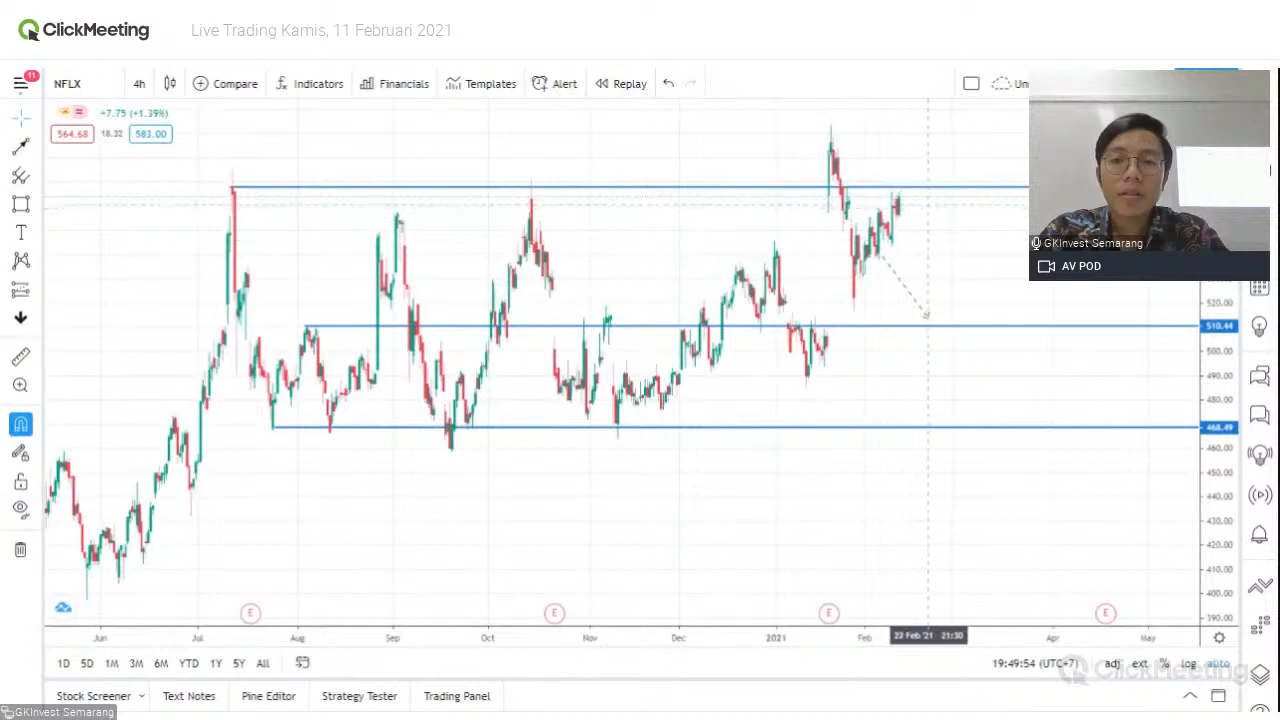 ClickMeeting
Live Trading Kamis, 11 Februari 2021
11
NFLX
4h
Compare
Indicators
Financials
Templates
Alert
Replay
Un
+7.75 (+1.39%)
564.68
18.32
583.00
GKInvest Semarang
AV POD
520.00
510.44
500.00
490.00
480.00
468.49
460.00
450.00
440.00
430.00
420.00
410.00
400.00
390.00
E
E
E
E
Jun
Jul
Aug
Sep
Oct
Nov
Dec
2021
Feb
22 Feb '21 21:30
Apr
May
1D
5D
1M
3M
6M
YTD
1Y
5Y
All
19:49:54 (UTC+7)
adj
ext
%
log
auto
ClickMeeting
Stock Screener
Text Notes
Pine Editor
Strategy Tester
Trading Panel
GKInvest Semarang